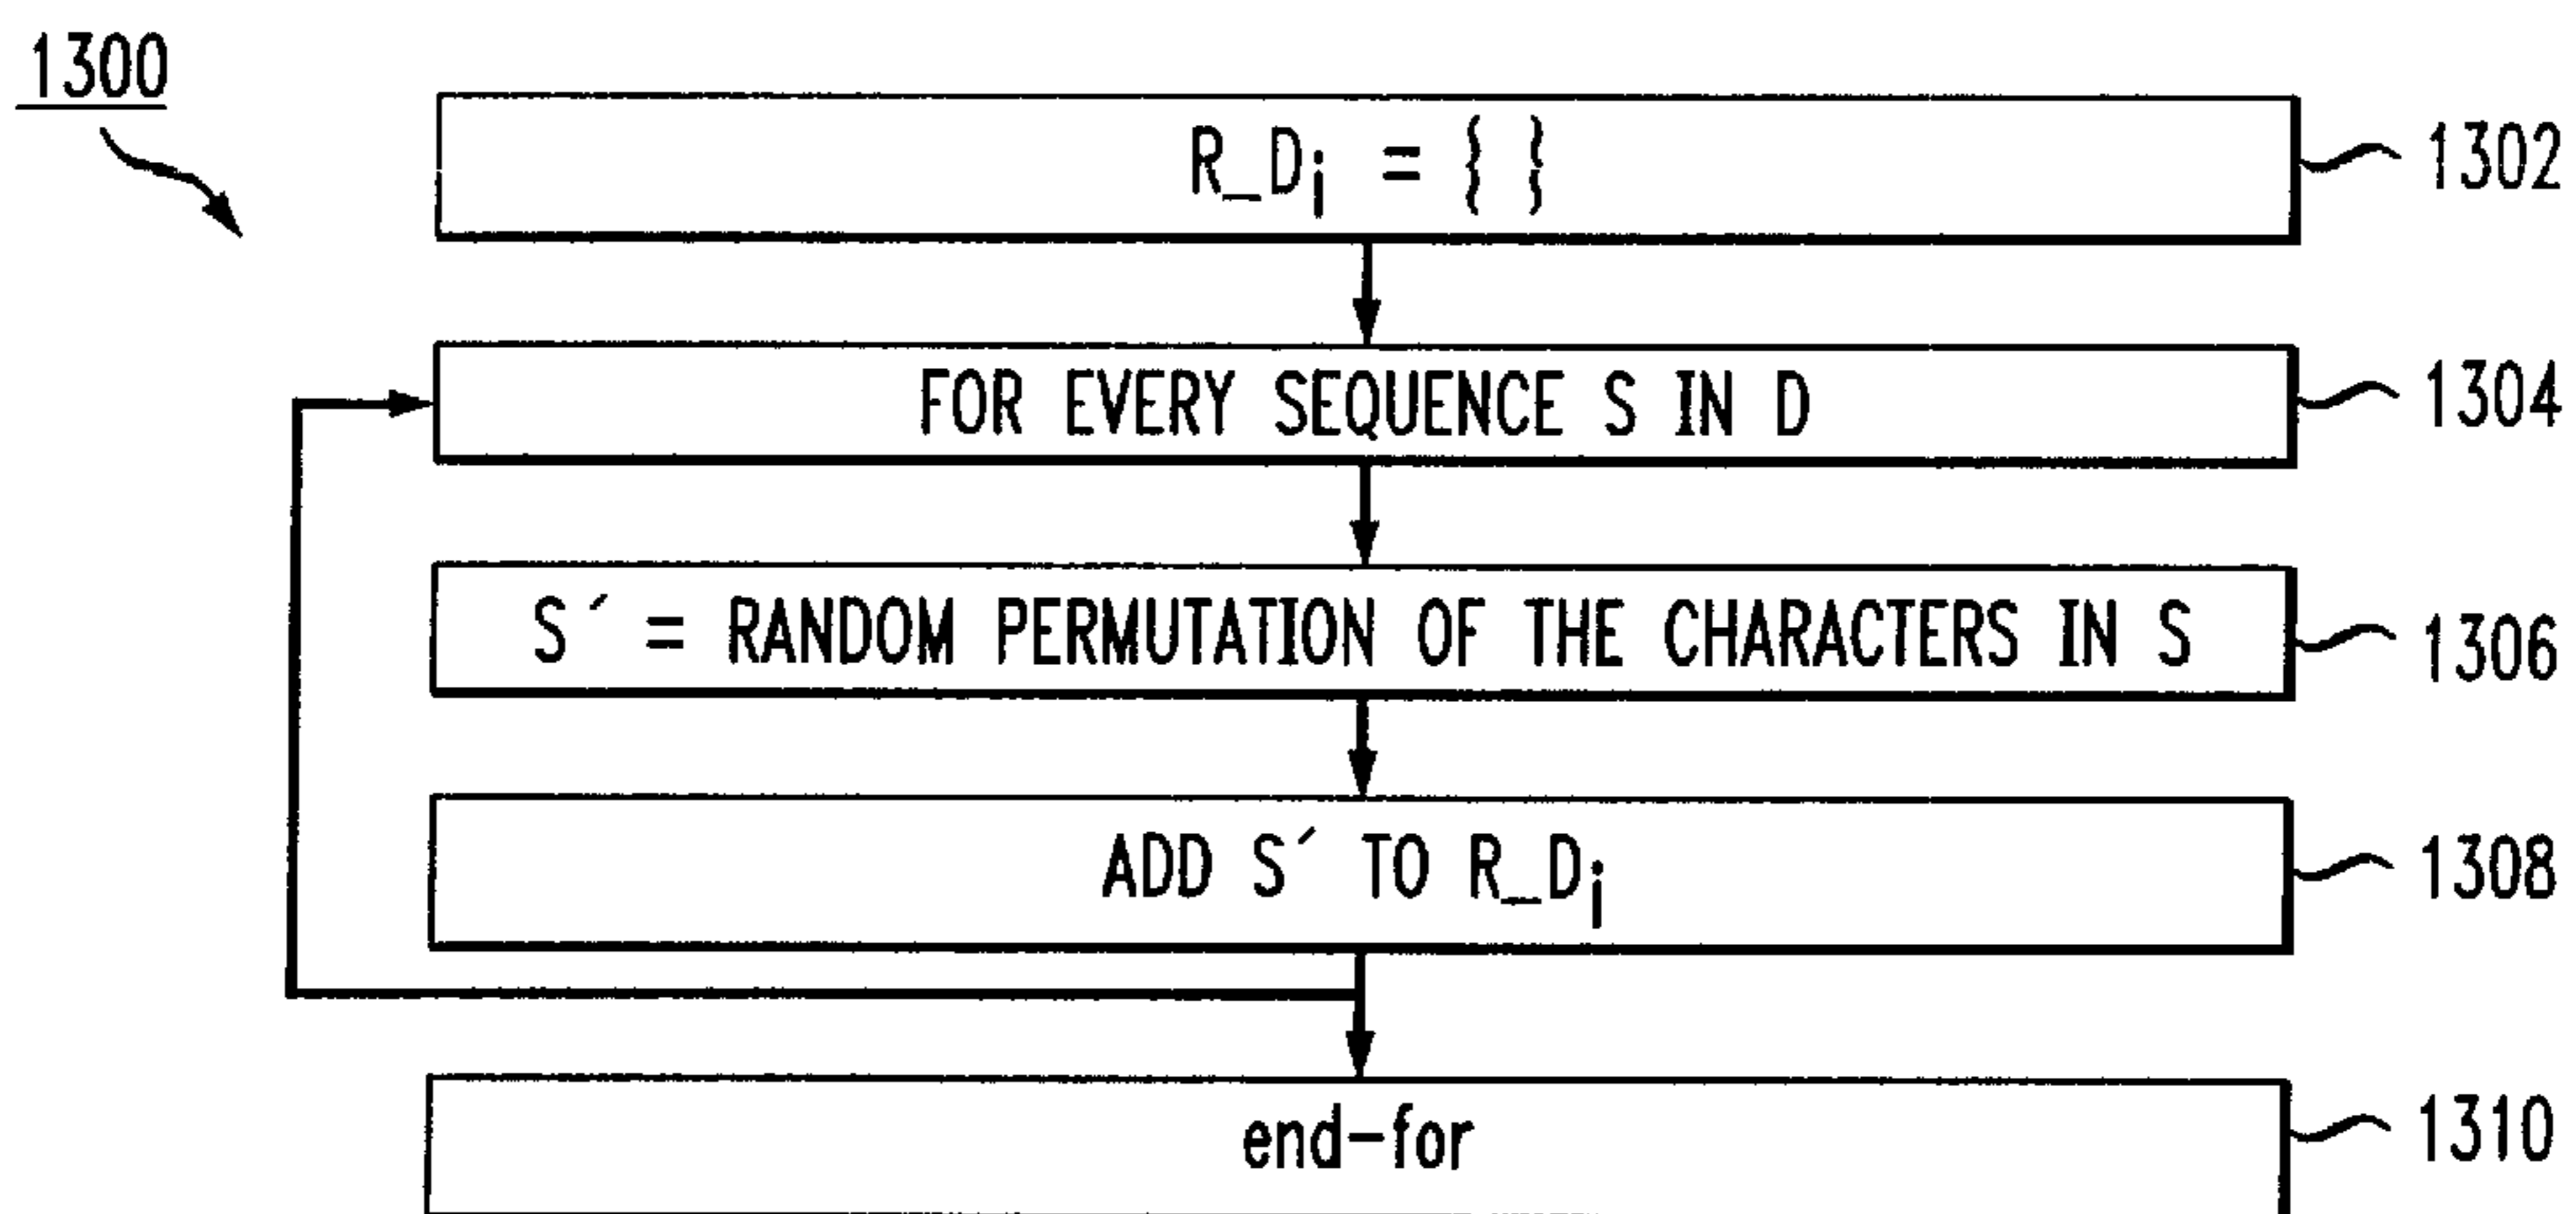 1300
R_Di = { }
1302
FOR EVERY SEQUENCE S IN D
1304
S´ = RANDOM PERMUTATION OF THE CHARACTERS IN S
1306
ADD S´ TO R_Di
1308
end-for
1310